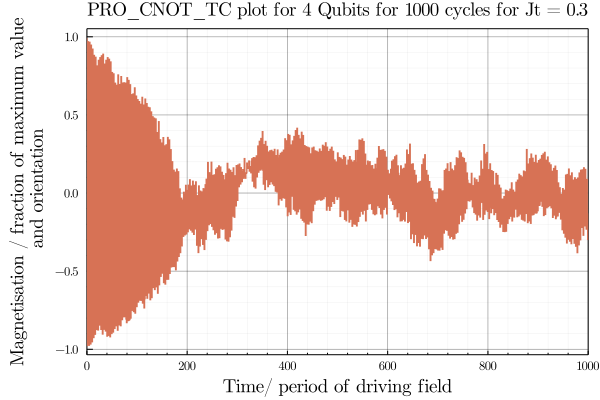 PRO_CNOT_TC plot for 4 Qubits for 1000 cycles for Jt = 0.3
Magnetisation / fraction of maximum value
and orientation
1.0
0.5
0.0
−0.5
−1.0
0 200 400 600 800 1000
Time/ period of driving field